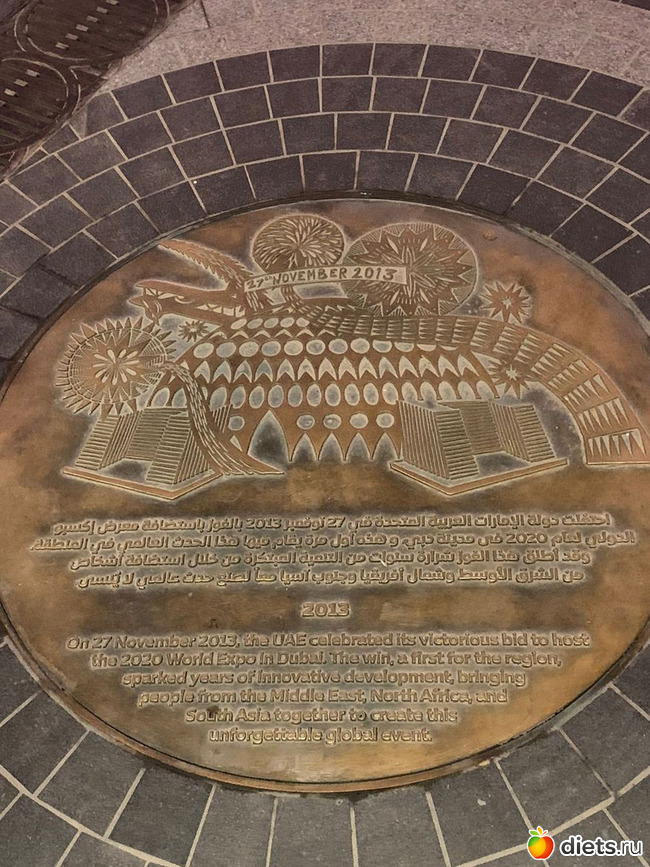 27th NOVEMBER 2013
احتفلت دولة الإمارات العربية المتحدة في 27 نوفمبر 2013 بالفوز باستضافة معرض إكسبو
الدولي لعام 2020 في مدينة دبي، وهذه أول مرة يقام فيها هذا الحدث العالمي في المنطقة.
وقد أطلق هذا الفوز شرارة سنوات من التنمية المبتكرة من خلال استضافة أشخاص
من الشرق الأوسط وشمال أفريقيا وجنوب آسيا معاً لصنع حدث عالمي لا يُنسى
2013
On 27 November 2013, the UAE celebrated its victorious bid to host
the 2020 World Expo in Dubai. The win, a first for the region,
sparked years of innovative development, bringing
people from the Middle East, North Africa, and
South Asia together to create this
unforgettable global event.
diets.ru